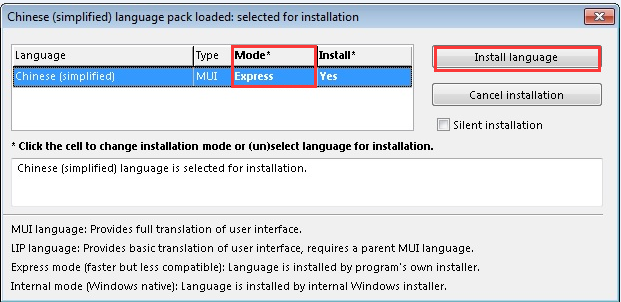 Chinese (simplified) language pack loaded: selected for installation
Language Type Mode* Install*
Chinese (simplified) MUI Express Yes
Install language
Cancel installation
Silent installation
* Click the cell to change installation mode or (un)select language for installation.
Chinese (simplified) language is selected for installation.
MUI language: Provides full translation of user interface.
LIP language: Provides basic translation of user interface, requires a parent MUI language.
Express mode (faster but less compatible): Language is installed by program's own installer.
Internal mode (Windows native): Language is installed by internal Windows installer.